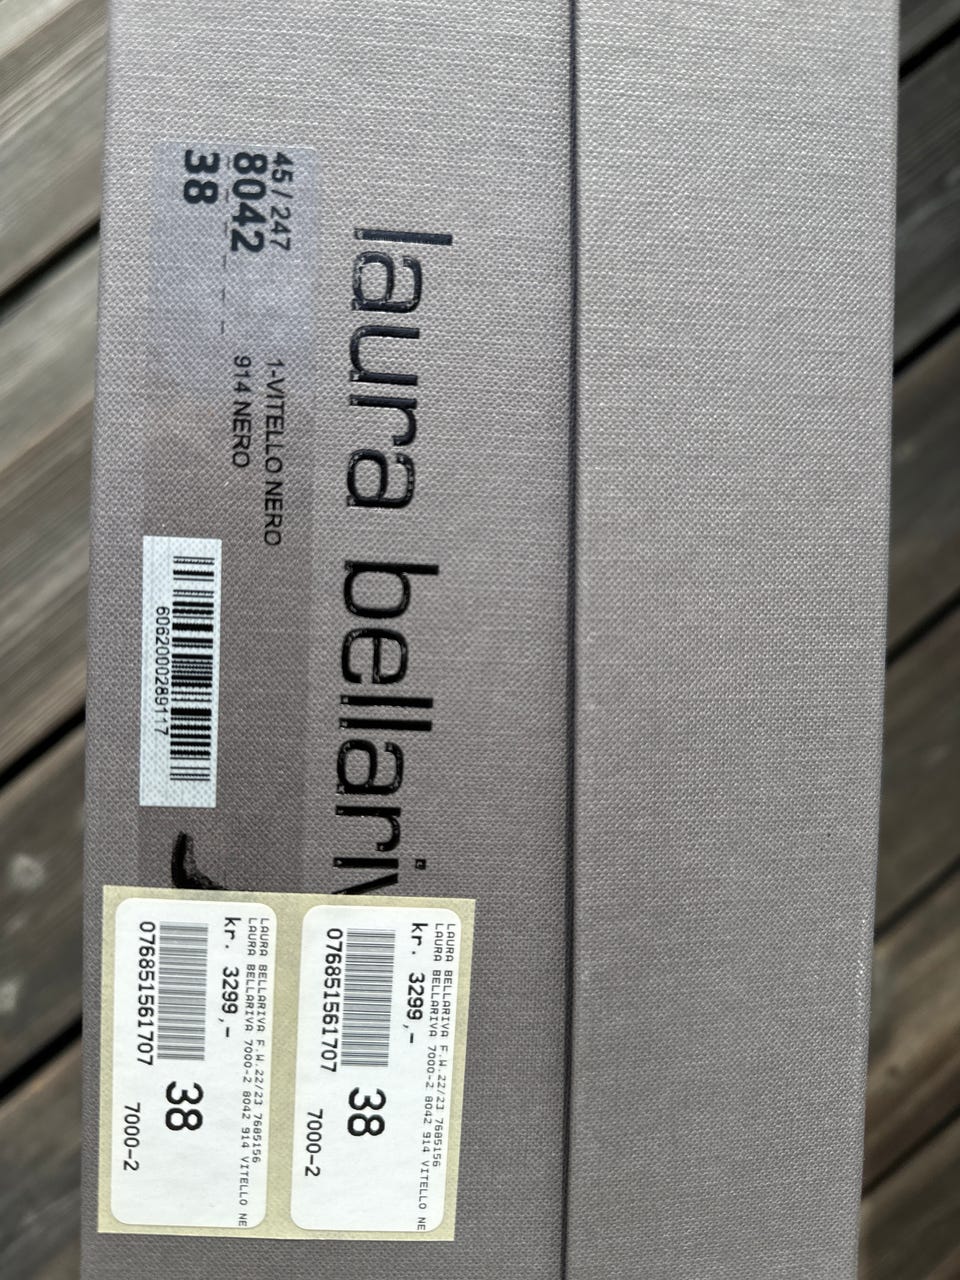 laura bellariv
45/247
8042
38
1-VITELLO NERO
914 NERO
6062000289117
LAURA BELLARIVA F.W.22/23 7685156
LAURA BELLARIVA 7000-2 8042 914 VITELLO NE
kr. 3299,-
076851561707
38
7000-2
LAURA BELLARIVA F.W.22/23 7685156
LAURA BELLARIVA 7000-2 8042 914 VITELLO NE
kr. 3299,-
076851561707
38
7000-2